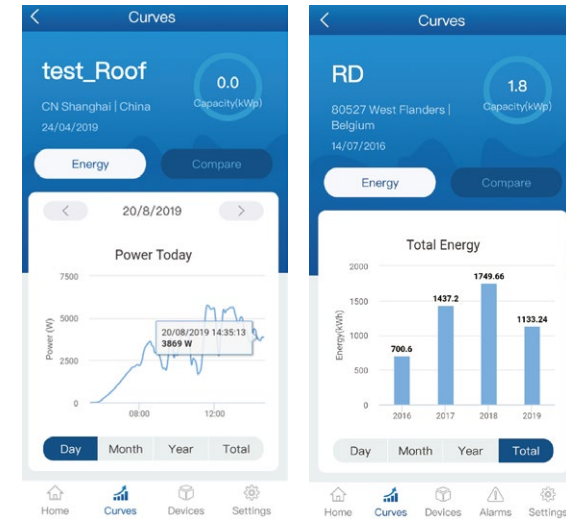 Curves
test_Roof
0.0
Capacity(kWp)
CN Shanghai | China
24/04/2019
Energy
Compare
20/8/2019
Power Today
Power (W)
7500
5000
2500
0
20/08/2019 14:35:13
3869 W
08:00
12:00
Day
Month
Year
Total
Home
Curves
Devices
Settings
Curves
RD
1.8
Capacity(kWp)
80527 West Flanders |
Belgium
14/07/2016
Energy
Compare
Total Energy
Energy(kWh)
2000
1500
1000
500
0
700.6
1437.2
1749.66
1133.24
2016
2017
2018
2019
Day
Month
Year
Total
Home
Curves
Devices
Alarms
Settings